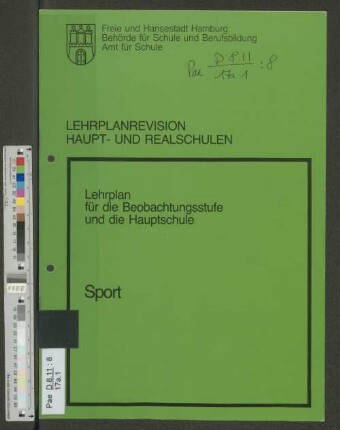 Freie und Hansestadt Hamburg
Behörde für Schule und Berufsbildung
Amt für Schule
Pae D 8.11 : 8
17a.1
LEHRPLANREVISION
HAUPT- UND REALSCHULEN
Lehrplan
für die Beobachtungsstufe
und die Hauptschule
Sport
Pae D 8.11 : 8
17a.1